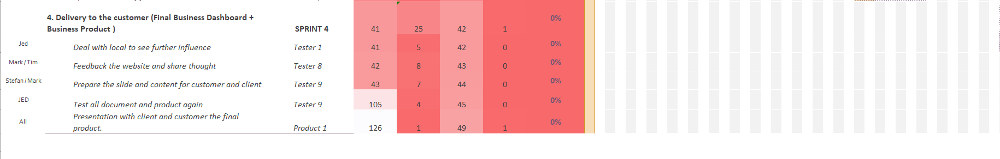 4. Delivery to the customer (Final Business Dashboard +
Business Product ) SPRINT 4 41 25 42 1 0%
Jed Deal with local to see further influence Tester 1 41 5 42 0 0%
Mark / Tim Feedback the website and share thought Tester 8 42 8 43 0 0%
Stefan / Mark Prepare the slide and content for customer and client Tester 9 43 7 44 0 0%
JED Test all document and product again Tester 9 105 4 45 0 0%
All Presentation with client and customer the final
product. Product 1 126 1 49 1 0%